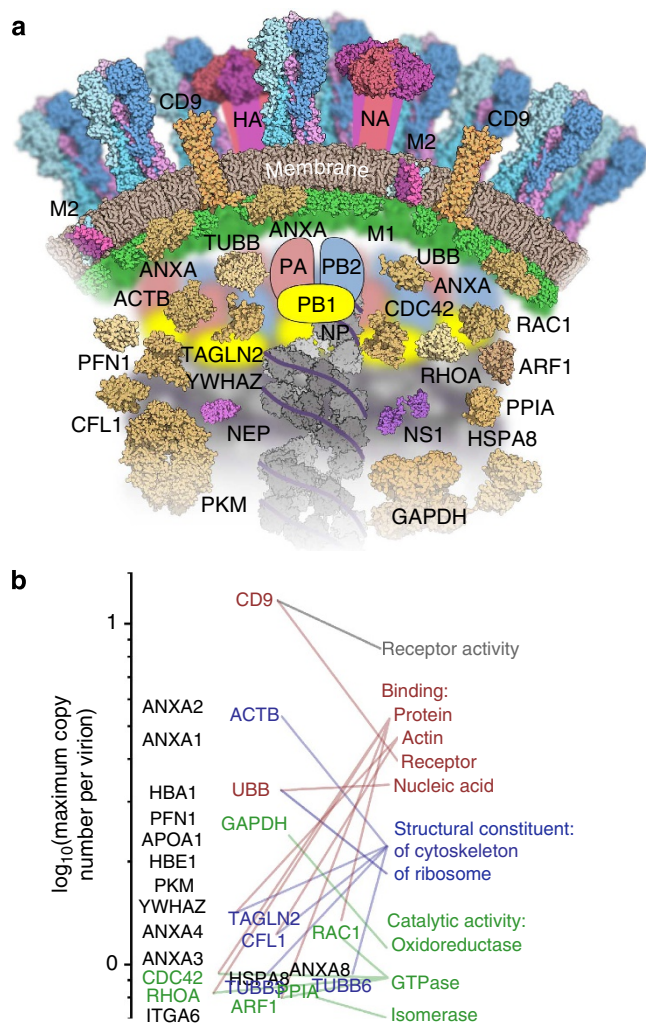 a
CD9
HA
NA
CD9
M2
Membrane
M2
ANXA
M1
TUBB
UBB
ANXA
PA
PB2
ANXA
ACTB
PB1
CDC42
RAC1
NP
PFN1
TAGLN2
RHOA
ARF1
YWHAZ
PPIA
CFL1
NEP
NS1
HSPA8
PKM
GAPDH
b
log10(maximum copy
number per virion)
1
0
CD9
Receptor activity
ANXA2
ACTB
ANXA1
Binding:
Protein
Actin
Receptor
Nucleic acid
HBA1
UBB
PFN1
GAPDH
APOA1
HBE1
Structural constituent:
of cytoskeleton
of ribosome
PKM
YWHAZ
TAGLN2
ANXA4
CFL1
RAC1
Catalytic activity:
Oxidoreductase
ANXA3
CDC42
HSPA8
ANXA8
GTPase
RHOA
TUBB3
PPIA
TUBB6
ITGA6
ARF1
Isomerase